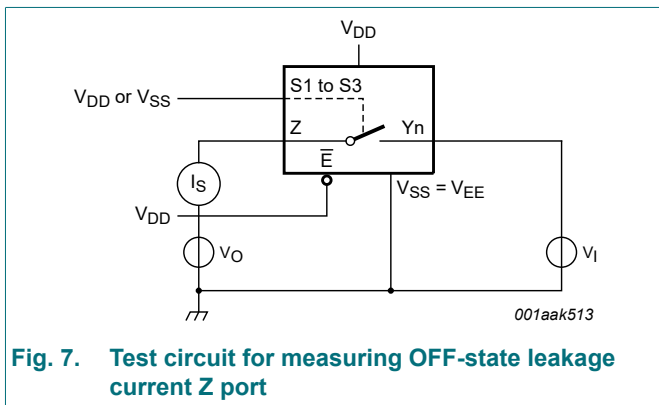 VDD
S1 to S3
VDD or VSS
Z
Yn
E
IS
VSS = VEE
VDD
VO
VI
001aak513
Fig. 7. Test circuit for measuring OFF-state leakage
current Z port